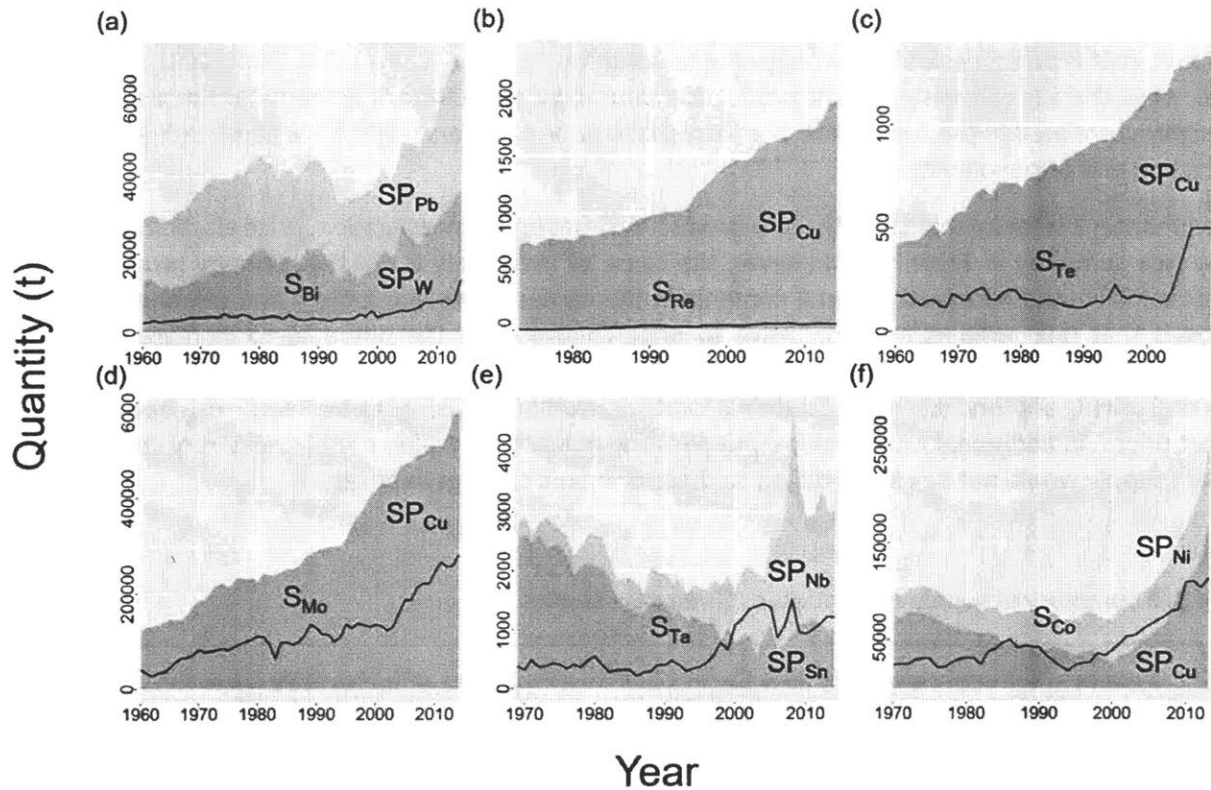 (a)
(b)
(c)
Quantity (t)
0
20000
40000
60000
SP_Pb
SP_W
S_Bi
1960
1970
1980
1990
2000
2010
0
500
1000
1500
2000
SP_Cu
S_Re
1980
1990
2000
2010
0
500
1000
SP_Cu
S_Te
1960
1970
1980
1990
2000
(d)
(e)
(f)
0
200000
400000
6000
SP_Cu
S_Mo
1960
1970
1980
1990
2000
2010
0
1000
2000
3000
4000
SP_Nb
S_Ta
SP_Sn
1970
1980
1990
2000
2010
50000
150000
250000
SP_Ni
S_Co
SP_Cu
1970
1980
1990
2000
2010
Year